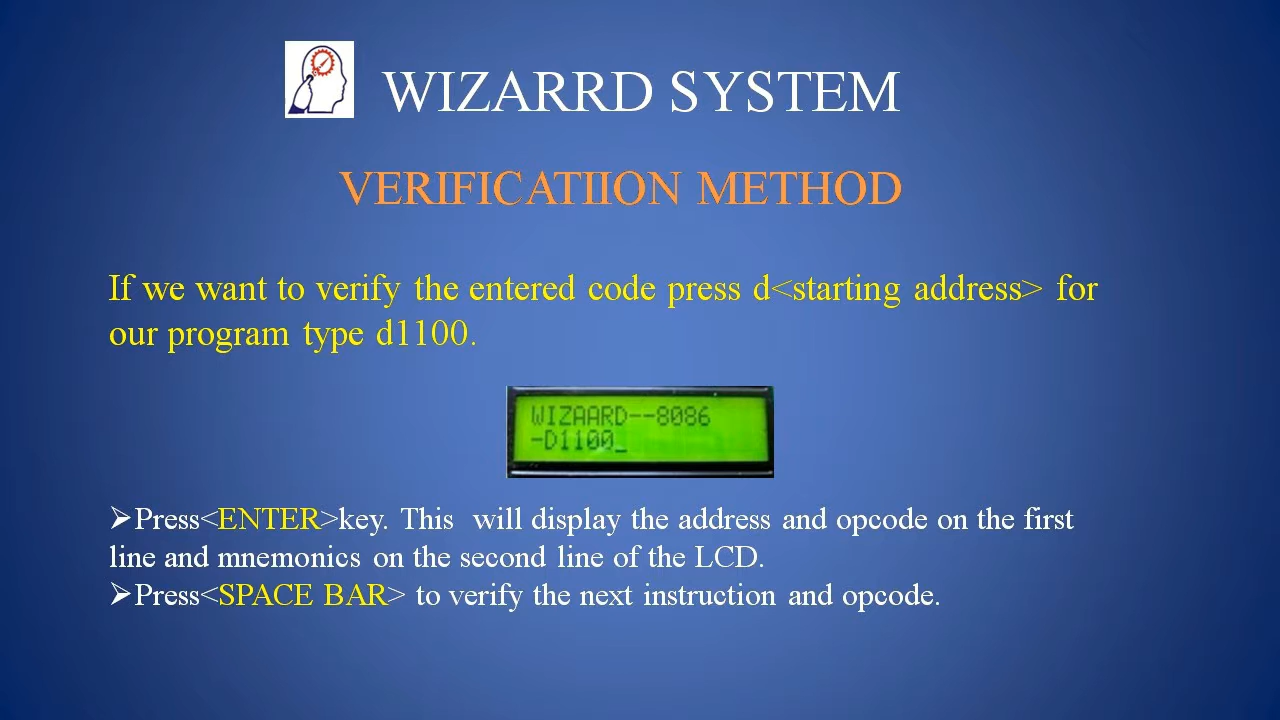 WIZARRD SYSTEM
VERIFICATIION METHOD
If we want to verify the entered code press d<starting address> for
our program type d1100.
WIZAARD--8086
-D1100_
➢Press<ENTER>key. This will display the address and opcode on the first
line and mnemonics on the second line of the LCD.
➢Press<SPACE BAR> to verify the next instruction and opcode.